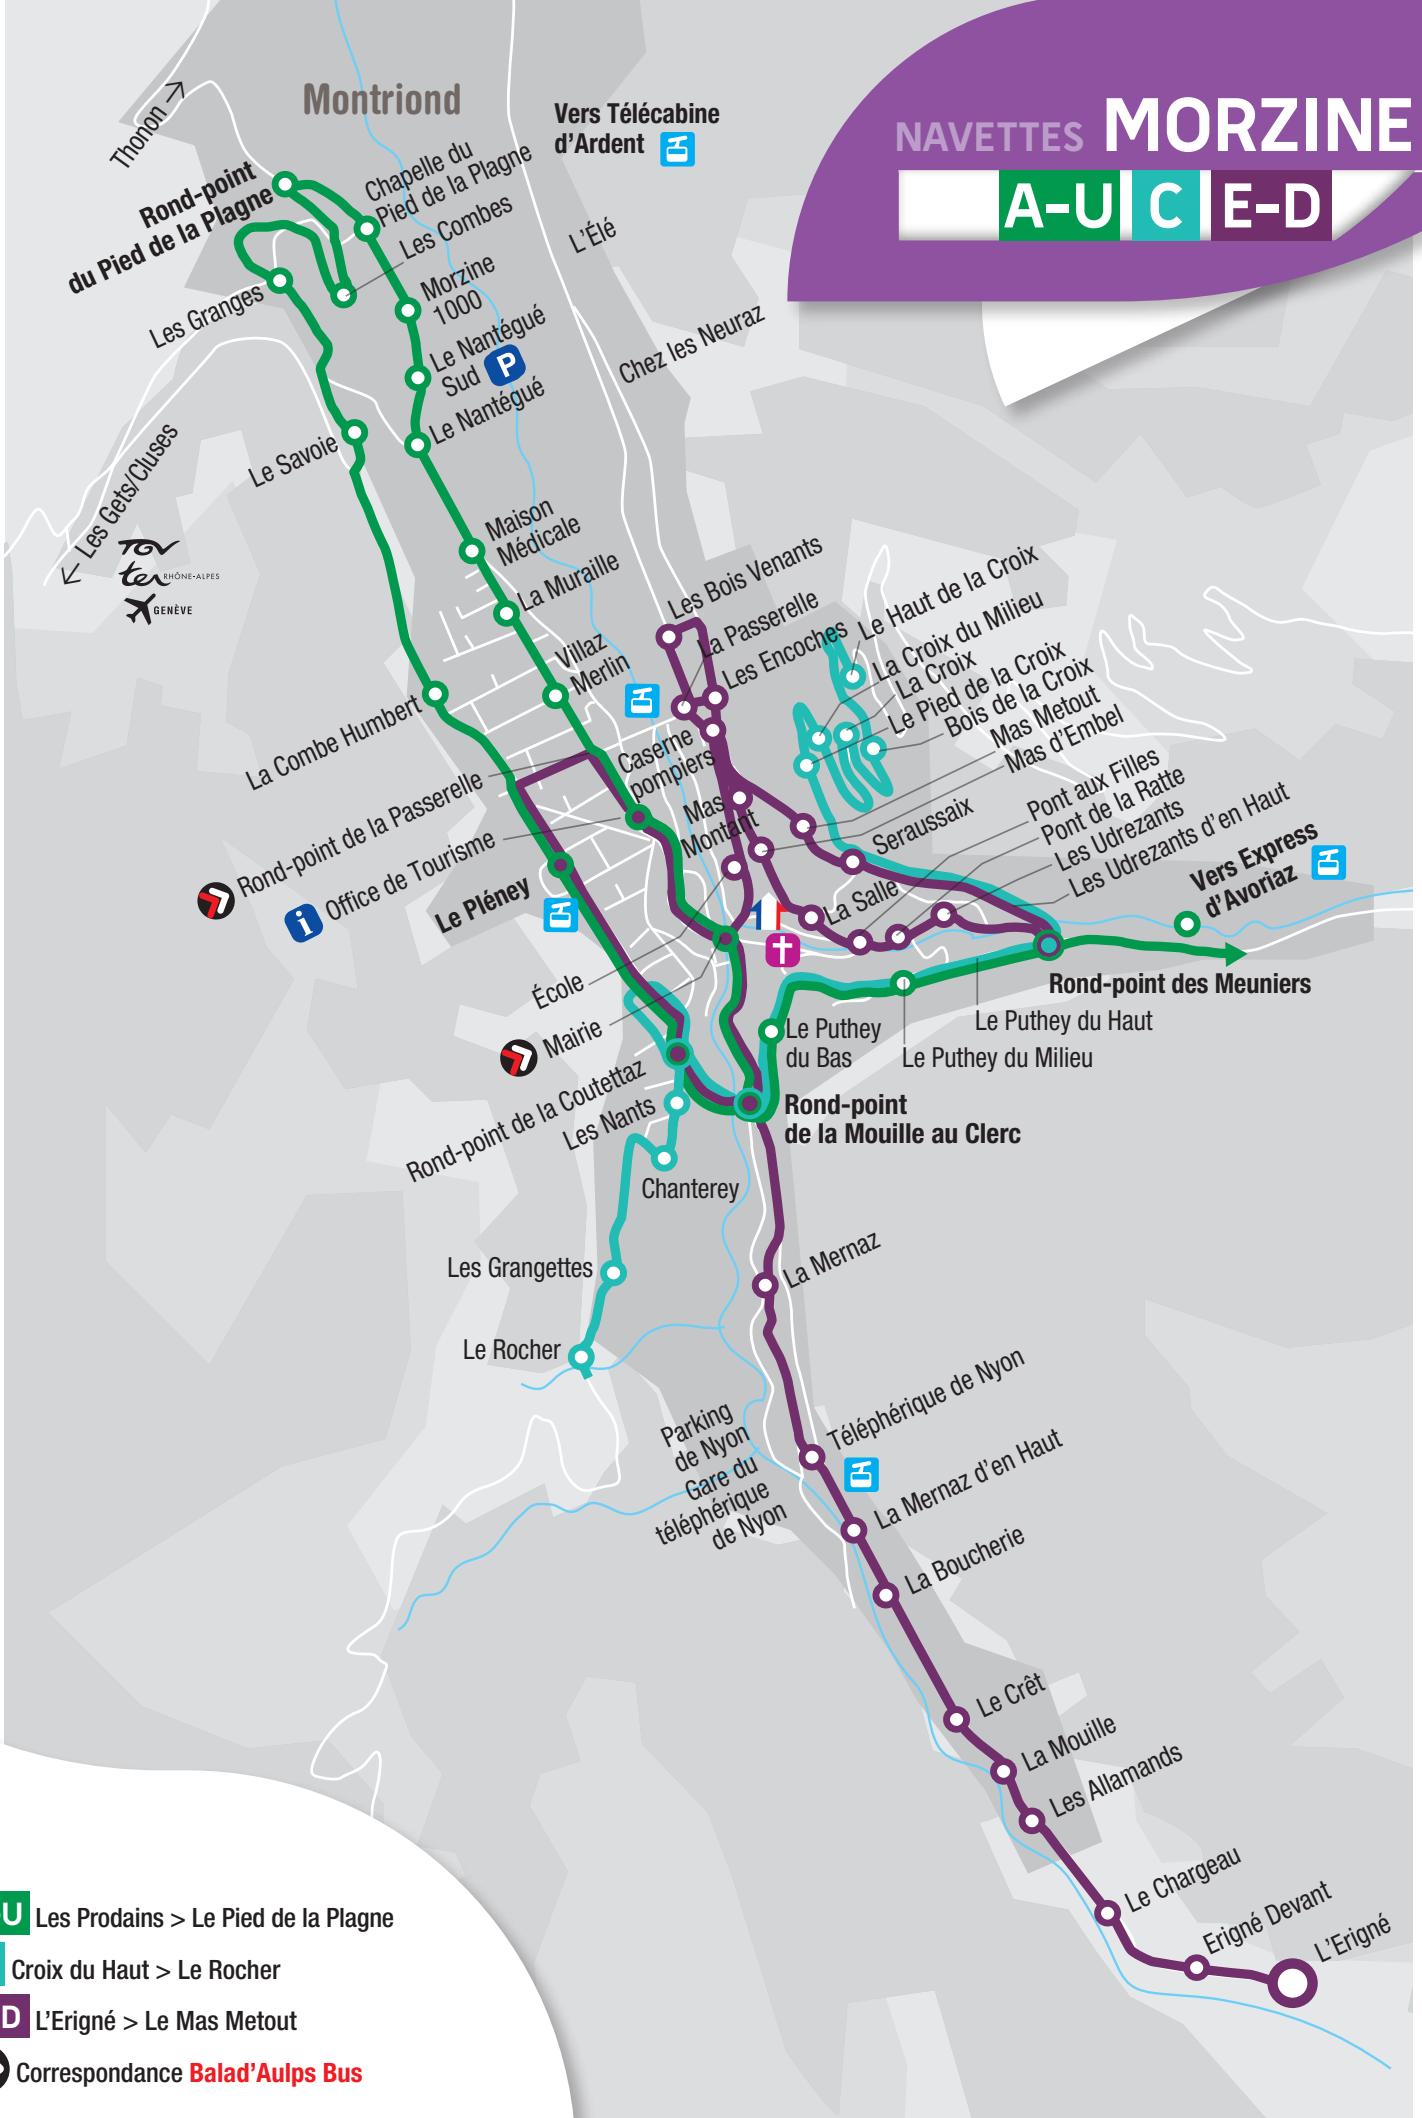 NAVETTES MORZINE
A-U C E-D
Montriond
Thonon
Vers Télécabine
d'Ardent
Rond-point
du Pied de la Plagne
Chapelle du
Pied de la Plagne
Les Combes
L'Élé
Morzine
1000
Les Granges
Le Nantégué
Sud
P
Chez les Neuraz
Le Nantégué
Le Savoie
Les Gets/Cluses
TGV
ter RHÔNE-ALPES
GENÈVE
Maison
Médicale
La Muraille
Les Bois Venants
La Passerelle
Les Encoches
Le Haut de la Croix
La Croix du Milieu
La Croix
Le Pied de la Croix
Bois de la Croix
Mas Metout
Mas d'Embel
Villaz
Merlin
La Combe Humbert
Caserne
pompiers
Mas
Montant
Pont aux Filles
Pont de la Ratte
Les Udrezants
Les Udrezants d'en Haut
Seraussaix
Rond-point de la Passerelle
i
Office de Tourisme
Le Pléney
La Salle
Vers Express
d'Avoriaz
École
Mairie
Rond-point des Meuniers
Le Puthey du Haut
Le Puthey
du Bas
Le Puthey du Milieu
Rond-point de la Coutettaz
Les Nants
Rond-point
de la Mouille au Clerc
Chanterey
Les Grangettes
La Mernaz
Le Rocher
Parking
de Nyon
Gare du
téléphérique
de Nyon
Téléphérique de Nyon
La Mernaz d'en Haut
La Boucherie
Le Crêt
La Mouille
Les Allamands
Le Chargeau
Erigné Devant
L'Erigné
U Les Prodains > Le Pied de la Plagne
Croix du Haut > Le Rocher
D L'Erigné > Le Mas Metout
Correspondance Balad'Aulps Bus